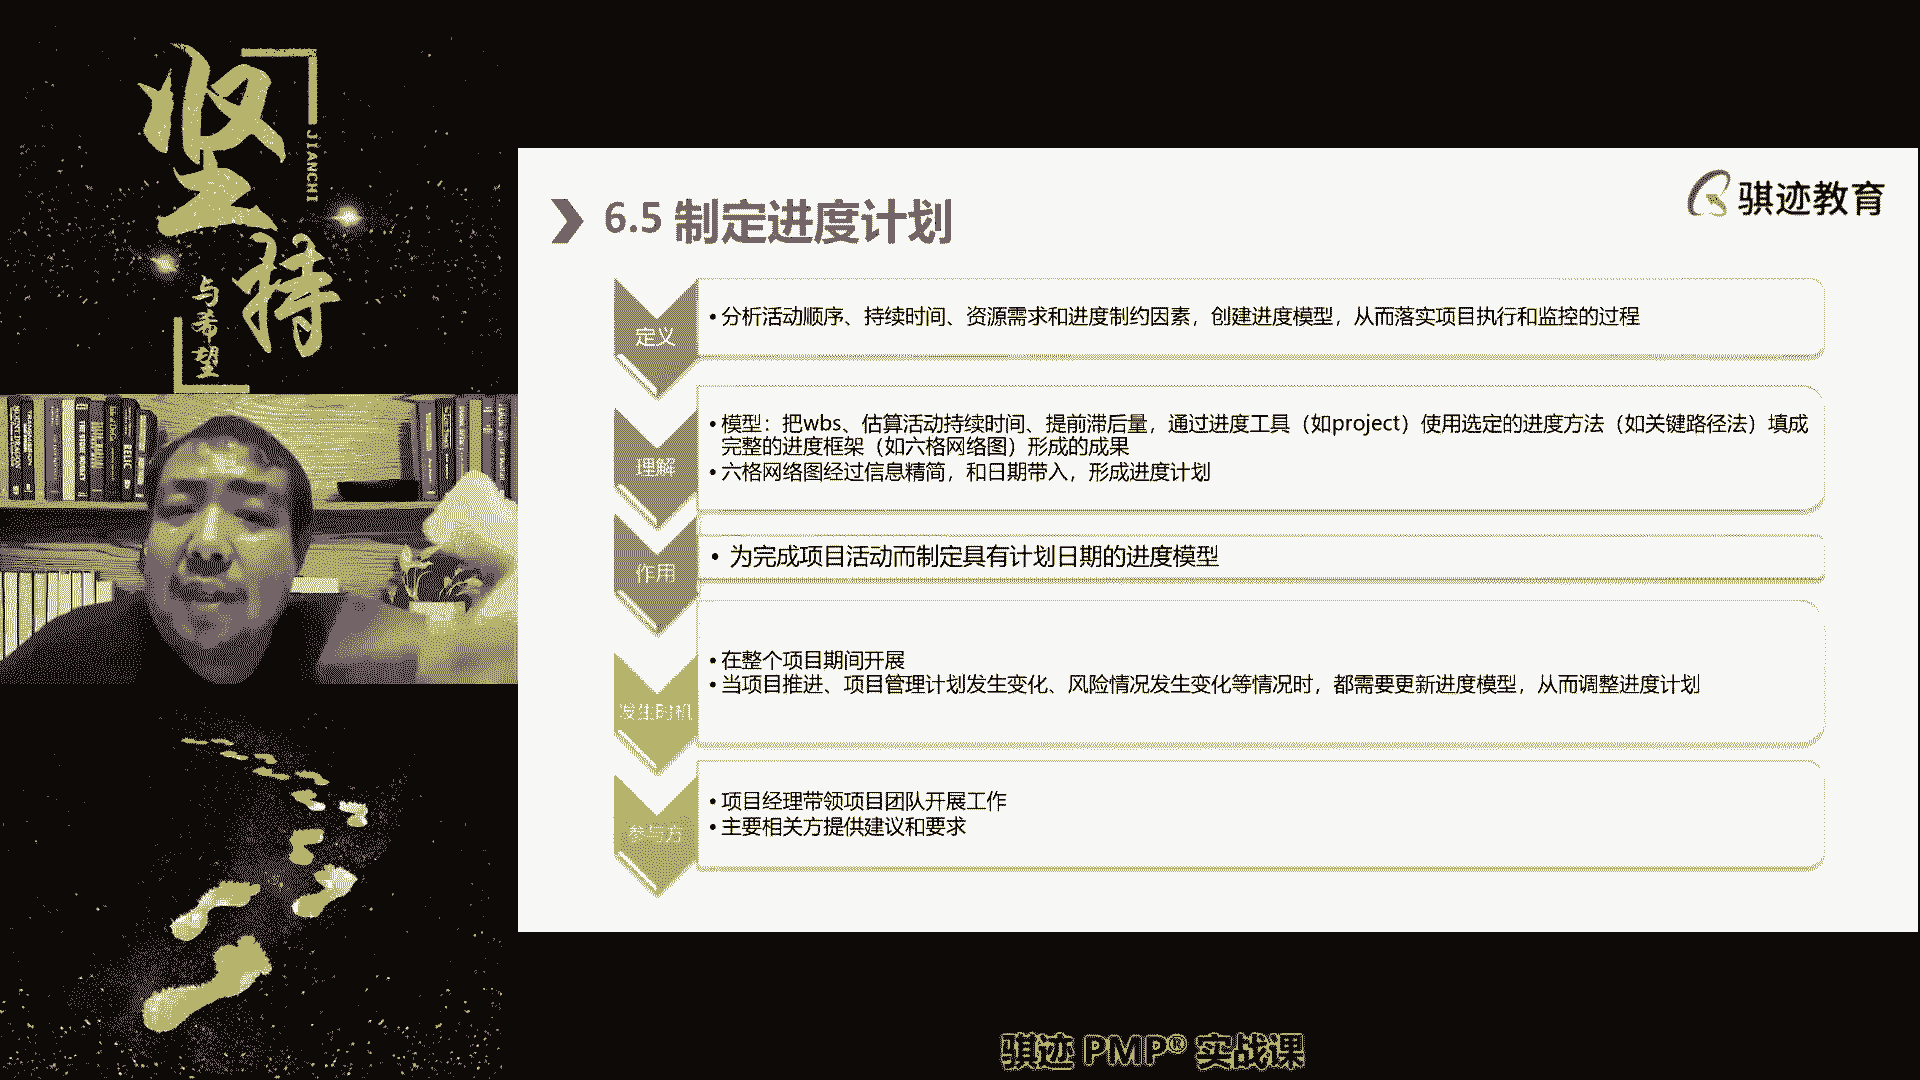 坚持
JIANCHI
与希望
骐迹教育
6.5 制定进度计划
定义
•分析活动顺序、持续时间、资源需求和进度制约因素，创建进度模型，从而落实项目执行和监控的过程
理解
•模型：把wbs、估算活动持续时间、提前滞后量，通过进度工具（如project）使用选定的进度方法（如关键路径法）填成
完整的进度框架（如六格网络图）形成的成果
•六格网络图经过信息精简，和日期带入，形成进度计划
作用
• 为完成项目活动而制定具有计划日期的进度模型
发生时机
•在整个项目期间开展
•当项目推进、项目管理计划发生变化、风险情况发生变化等情况时，都需要更新进度模型，从而调整进度计划
参与方
•项目经理带领项目团队开展工作
•主要相关方提供建议和要求
骐迹 PMP® 实战课